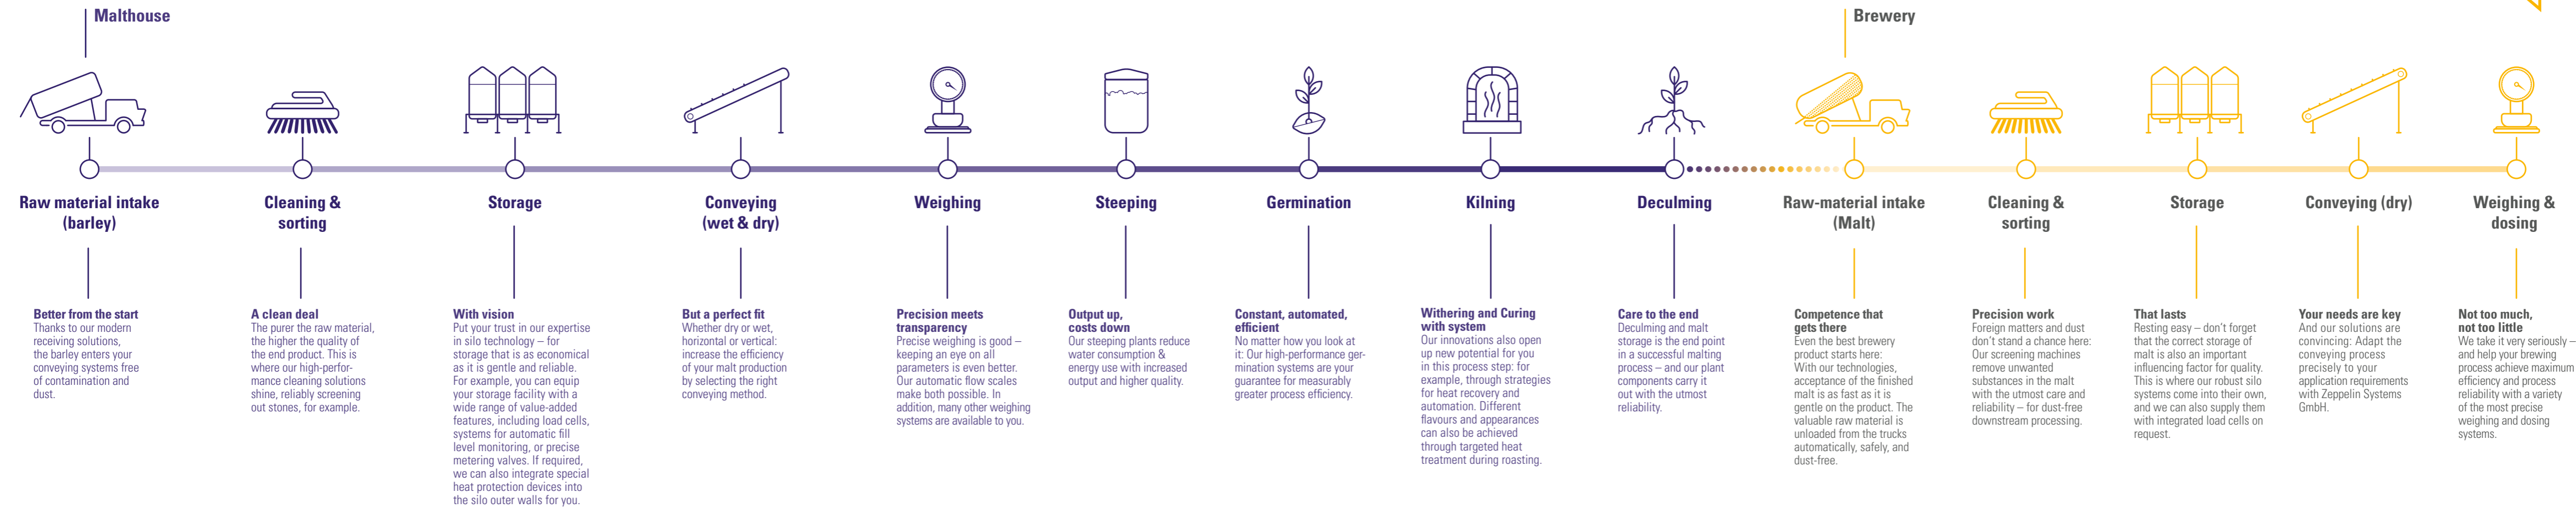 Malthouse
Brewery
Raw material intake
(barley)
Cleaning &
sorting
Storage
Conveying
(wet & dry)
Weighing
Steeping
Germination
Kilning
Deculming
Raw-material intake
(Malt)
Cleaning &
sorting
Storage
Conveying (dry)
Weighing &
dosing
Better from the start
Thanks to our modern
receiving solutions,
the barley enters your
conveying systems free
of contamination and
dust.
A clean deal
The purer the raw material,
the higher the quality of
the end product. This is
where our high-perfor-
mance cleaning solutions
shine, reliably screening
out stones, for example.
With vision
Put your trust in our expertise
in silo technology – for
storage that is as economical
as it is gentle and reliable.
For example, you can equip
your storage facility with a
wide range of value-added
features, including load cells,
systems for automatic fill
level monitoring, or precise
metering valves. If required,
we can also integrate special
heat protection devices into
the silo outer walls for you.
But a perfect fit
Whether dry or wet,
horizontal or vertical:
increase the efficiency
of your malt production
by selecting the right
conveying method.
Precision meets
transparency
Precise weighing is good –
keeping an eye on all
parameters is even better.
Our automatic flow scales
make both possible. In
addition, many other weighing
systems are available to you.
Output up,
costs down
Our steeping plants reduce
water consumption &
energy use with increased
output and higher quality.
Constant, automated,
efficient
No matter how you look at
it: Our high-performance ger-
mination systems are your
guarantee for measurably
greater process efficiency.
Withering and Curing
with system
Our innovations also open
up new potential for you
in this process step: for
example, through strategies
for heat recovery and
automation. Different
flavours and appearances
can also be achieved
through targeted heat
treatment during roasting.
Care to the end
Deculming and malt
storage is the end point
in a successful malting
process – and our plant
components carry it
out with the utmost
reliability.
Competence that
gets there
Even the best brewery
product starts here:
With our technologies,
acceptance of the finished
malt is as fast as it is
gentle on the product. The
valuable raw material is
unloaded from the trucks
automatically, safely, and
dust-free.
Precision work
Foreign matters and dust
don't stand a chance here:
Our screening machines
remove unwanted
substances in the malt
with the utmost care and
reliability – for dust-free
downstream processing.
That lasts
Resting easy – don't forget
that the correct storage of
malt is also an important
influencing factor for quality.
This is where our robust silo
systems come into their own,
and we can also supply them
with integrated load cells on
request.
Your needs are key
And our solutions are
convincing: Adapt the
conveying process
precisely to your
application requirements
with Zeppelin Systems
GmbH.
Not too much,
not too little
We take it very seriously –
and help your brewing
process achieve maximum
efficiency and process
reliability with a variety
of the most precise
weighing and dosing
systems.